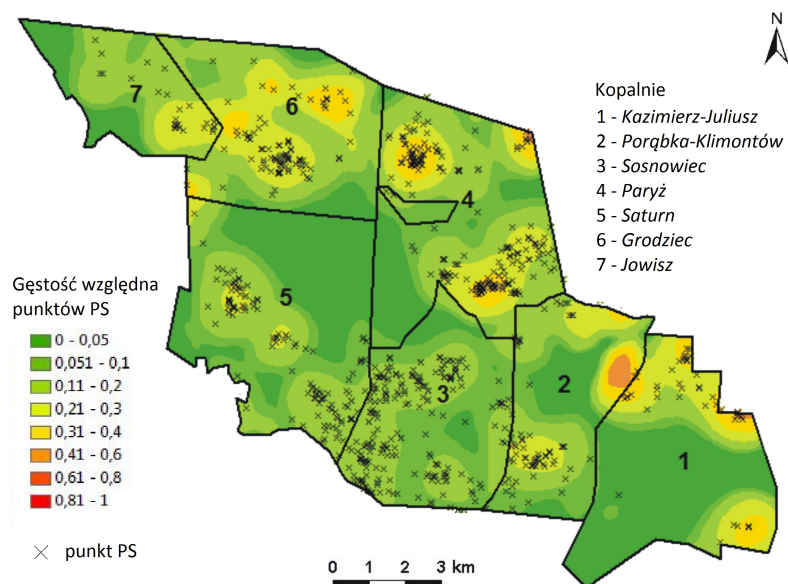 N
Kopalnie
1 - Kazimierz-Juliusz
2 - Porąbka-Klimontów
3 - Sosnowiec
4 - Paryż
5 - Saturn
6 - Grodziec
7 - Jowisz
7
6
4
5
3
2
1
Gęstość względna
punktów PS
0 - 0,05
0,051 - 0,1
0,11 - 0,2
0,21 - 0,3
0,31 - 0,4
0,41 - 0,6
0,61 - 0,8
0,81 - 1
punkt PS
0 1 2 3 km